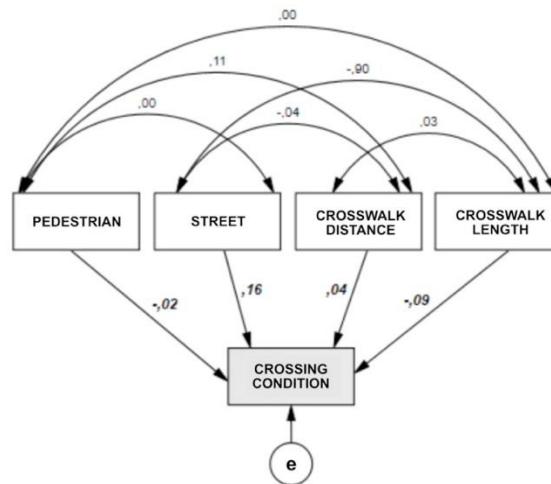 ,00
,11
-,90
,00
-,04
,03
PEDESTRIAN
STREET
CROSSWALK
DISTANCE
CROSSWALK
LENGTH
-,02
,16
,04
-,09
CROSSING
CONDITION
e